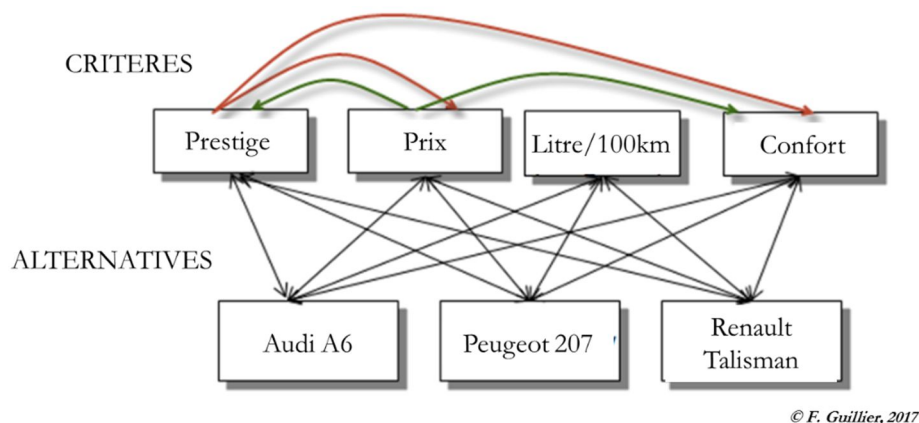 CRITERES
Prestige
Prix
Litre/100km
Confort
ALTERNATIVES
Audi A6
Peugeot 207
Renault
Talisman
© F. Guillier, 2017